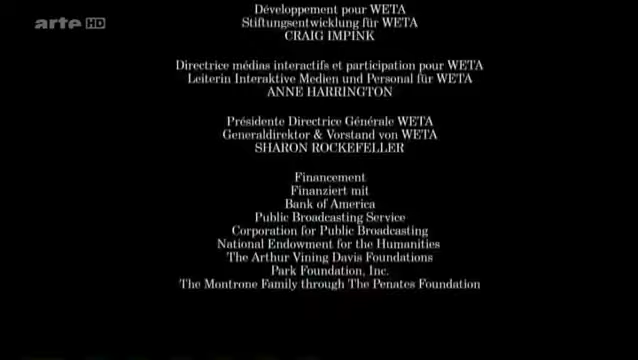 arte HD
Développement pour WETA
Stiftungsentwicklung für WETA
CRAIG IMPINK
Directrice médias interactifs et participation pour WETA
Leiterin Interaktive Medien und Personal für WETA
ANNE HARRINGTON
Présidente Directrice Générale WETA
Generaldirektor & Vorstand von WETA
SHARON ROCKEFELLER
Financement
Finanziert mit
Bank of America
Public Broadcasting Service
Corporation for Public Broadcasting
National Endowment for the Humanities
The Arthur Vining Davis Foundations
Park Foundation, Inc.
The Montrone Family through The Penates Foundation